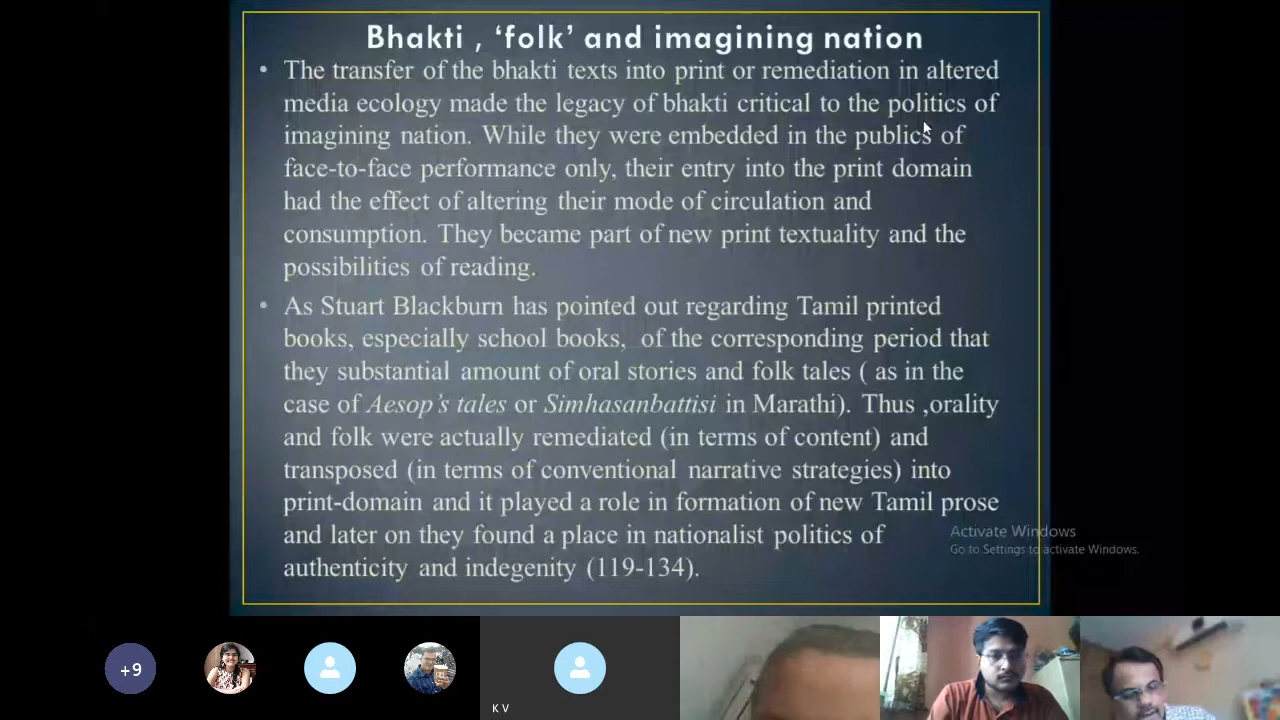 Bhakti , ‘folk’ and imagining nation
• The transfer of the bhakti texts into print or remediation in altered
media ecology made the legacy of bhakti critical to the politics of
imagining nation. While they were embedded in the publics of
face-to-face performance only, their entry into the print domain
had the effect of altering their mode of circulation and
consumption. They became part of new print textuality and the
possibilities of reading.
• As Stuart Blackburn has pointed out regarding Tamil printed
books, especially school books, of the corresponding period that
they substantial amount of oral stories and folk tales ( as in the
case of Aesop’s tales or Simhasanbattisi in Marathi). Thus ,orality
and folk were actually remediated (in terms of content) and
transposed (in terms of conventional narrative strategies) into
print-domain and it played a role in formation of new Tamil prose
and later on they found a place in nationalist politics of
authenticity and indegenity (119-134).
Activate Windows
Go to Settings to activate Windows.
+9
K V